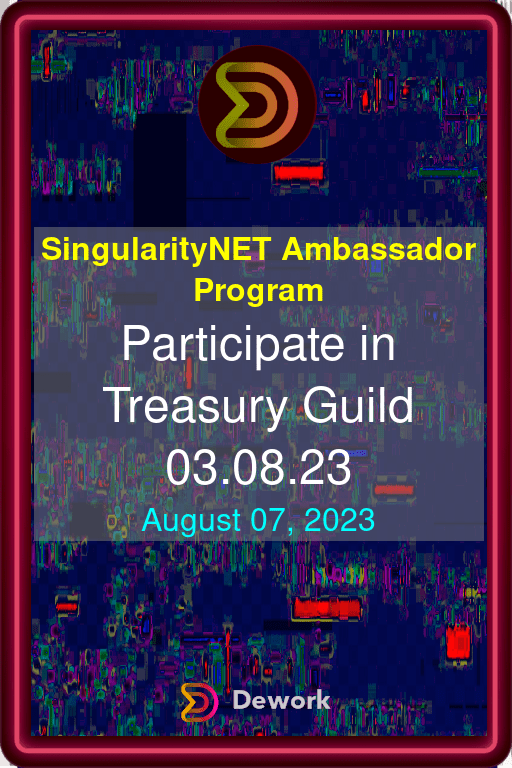 SingularityNET Ambassador
Program
Participate in
Treasury Guild
03.08.23
August 07, 2023
Dework